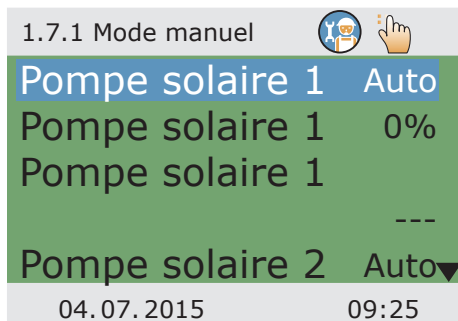 1.7.1 Mode manuel
Pompe solaire 1 Auto
Pompe solaire 1 0%
Pompe solaire 1
---
Pompe solaire 2 Auto
04.07.2015 09:25